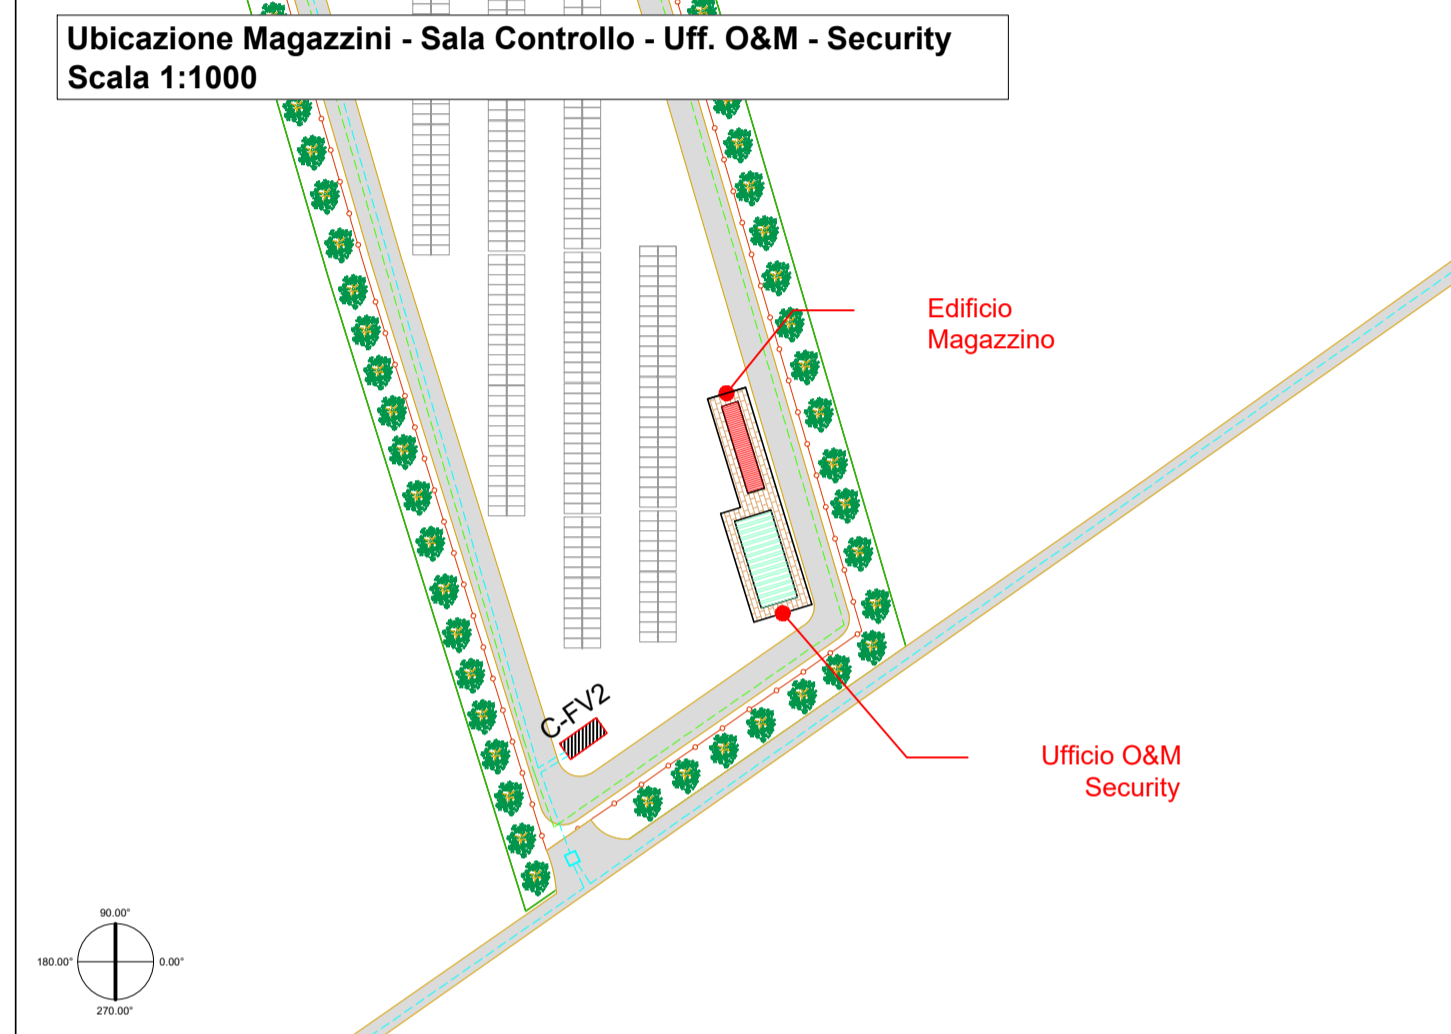 Ubicazione Magazzini - Sala Controllo - Uff. O&M - Security
Scala 1:1000
Edificio
Magazzino
C-FV2
Ufficio O&M
Security
90.00°
180.00°
0.00°
270.00°